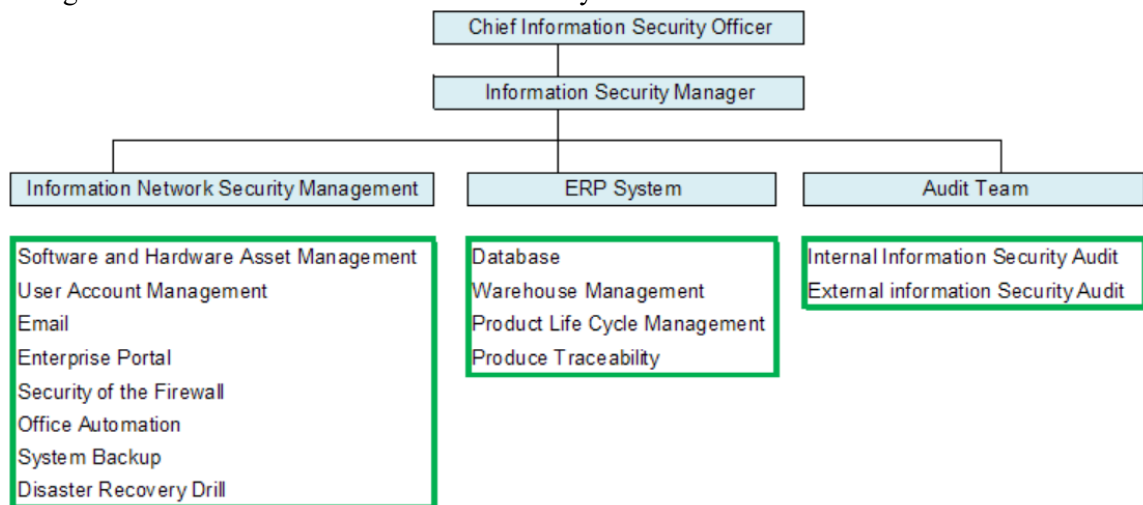 Chief Information Security Officer
Information Security Manager
Information Network Security Management
ERP System
Audit Team
Software and Hardware Asset Management
User Account Management
Email
Enterprise Portal
Security of the Firewall
Office Automation
System Backup
Disaster Recovery Drill
Database
Warehouse Management
Product Life Cycle Management
Produce Traceability
Internal Information Security Audit
External information Security Audit